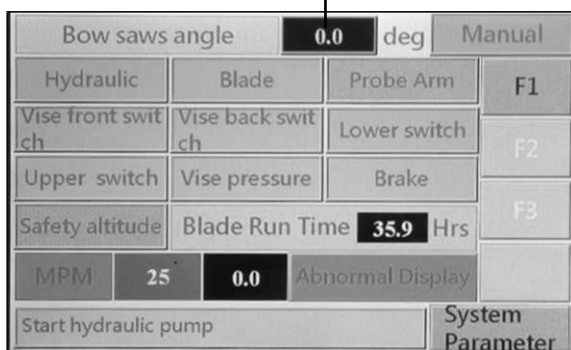 Bow saws angle 0.0 deg Manual
Hydraulic Blade Probe Arm F1
Vise front swit Vise back swit
ch ch Lower switch
F2
Upper switch Vise pressure Brake
F3
Safety altitude Blade Run Time 35.9 Hrs
MPM 25 0.0 Abnormal Display
Start hydraulic pump System
Parameter